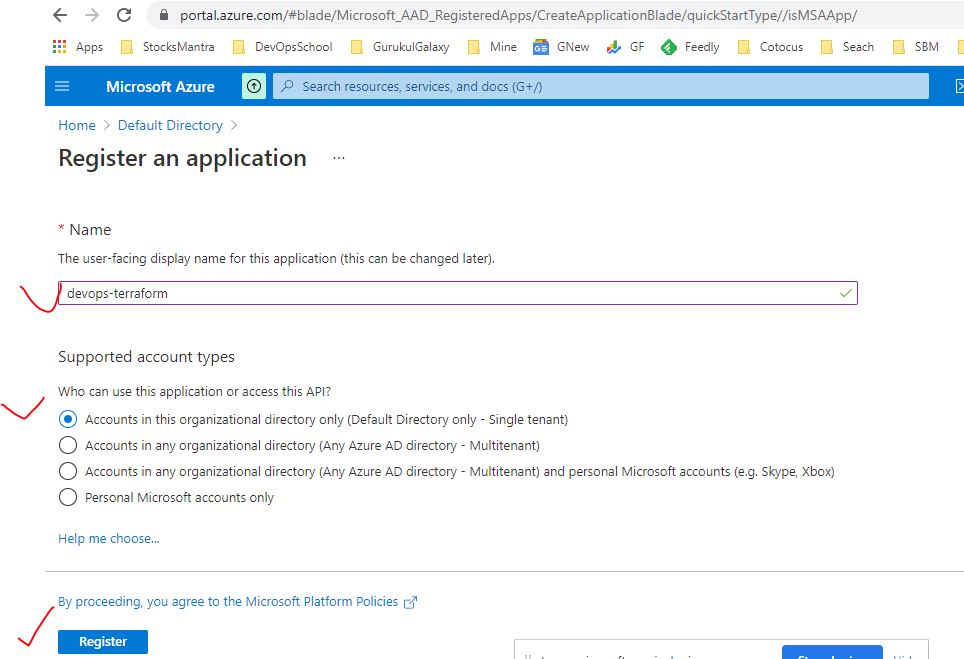 portal.azure.com/#blade/Microsoft_AAD_RegisteredApps/CreateApplicationBlade/quickStartType//isMSAApp/
Apps StocksMantra DevOpsSchool GurukulGalaxy Mine GNew GF Feedly Cotocus Seach SBM
Microsoft Azure Search resources, services, and docs (G+/)
Home > Default Directory >
Register an application ...
* Name
The user-facing display name for this application (this can be changed later).
devops-terraform
Supported account types
Who can use this application or access this API?
Accounts in this organizational directory only (Default Directory only - Single tenant)
Accounts in any organizational directory (Any Azure AD directory - Multitenant)
Accounts in any organizational directory (Any Azure AD directory - Multitenant) and personal Microsoft accounts (e.g. Skype, Xbox)
Personal Microsoft accounts only
Help me choose...
By proceeding, you agree to the Microsoft Platform Policies
Register